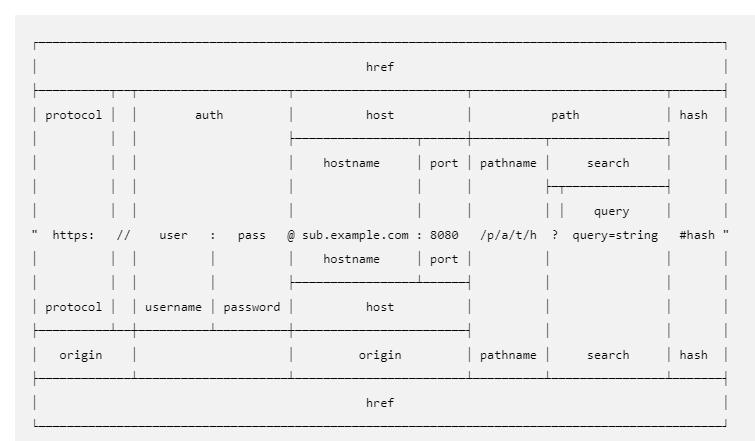 href
protocol auth host path hash
hostname port pathname search
query
" https: // user : pass @ sub.example.com : 8080 /p/a/t/h ? query=string #hash "
hostname port
protocol username password host
origin origin pathname search hash
href